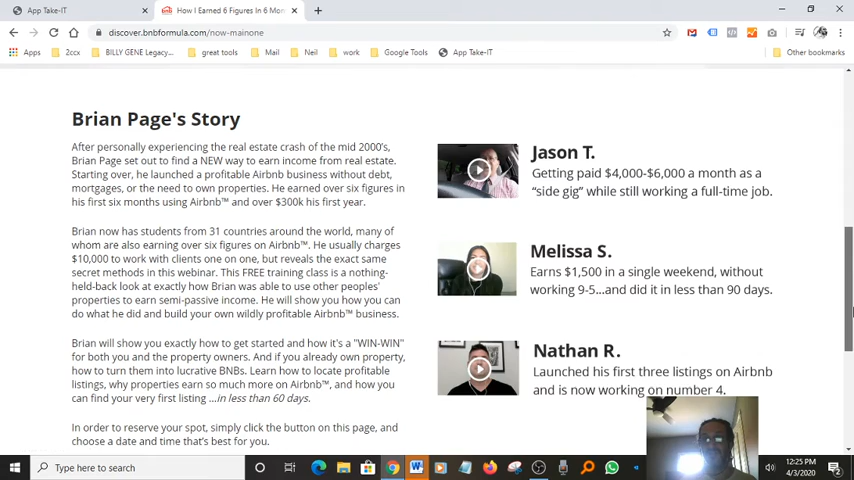 App Take-IT
How I Earned 6 Figures In 6 Mon
discover.bnbformula.com/now-mainone
Apps
2ccx
BILLY GENE Legacy...
great tools
Mail
Neil
work
Google Tools
App Take-IT
Other bookmarks
Brian Page's Story
After personally experiencing the real estate crash of the mid 2000's,
Brian Page set out to find a NEW way to earn income from real estate.
Starting over, he launched a profitable Airbnb business without debt,
mortgages, or the need to own properties. He earned over six figures in
his first six months using Airbnb™ and over $300k his first year.
Brian now has students from 31 countries around the world, many of
whom are also earning over six figures on Airbnb™. He usually charges
$10,000 to work with clients one on one, but reveals the exact same
secret methods in this webinar. This FREE training class is a nothing-
held-back look at exactly how Brian was able to use other peoples'
properties to earn semi-passive income. He will show you how you can
do what he did and build your own wildly profitable Airbnb™ business.
Brian will show you exactly how to get started and how it's a "WIN-WIN"
for both you and the property owners. And if you already own property,
how to turn them into lucrative BNBs. Learn how to locate profitable
listings, why properties earn so much more on Airbnb™, and how you
can find your very first listing ...in less than 60 days.
In order to reserve your spot, simply click the button on this page, and
choose a date and time that's best for you.
Jason T.
Getting paid $4,000-$6,000 a month as a
“side gig” while still working a full-time job.
Melissa S.
Earns $1,500 in a single weekend, without
working 9-5...and did it in less than 90 days.
Nathan R.
Launched his first three listings on Airbnb
and is now working on number 4.
Type here to search
12:25 PM
4/3/2020